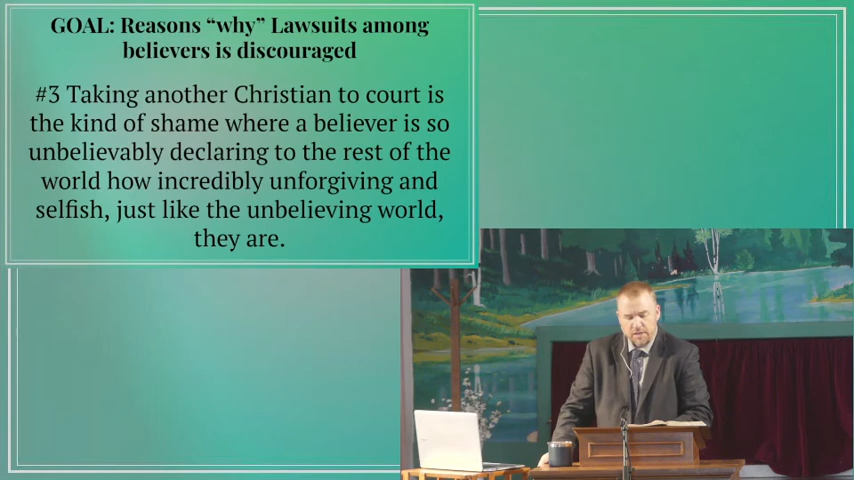 GOAL: Reasons “why” Lawsuits among
believers is discouraged
#3 Taking another Christian to court is
the kind of shame where a believer is so
unbelievably declaring to the rest of the
world how incredibly unforgiving and
selfish, just like the unbelieving world,
they are.